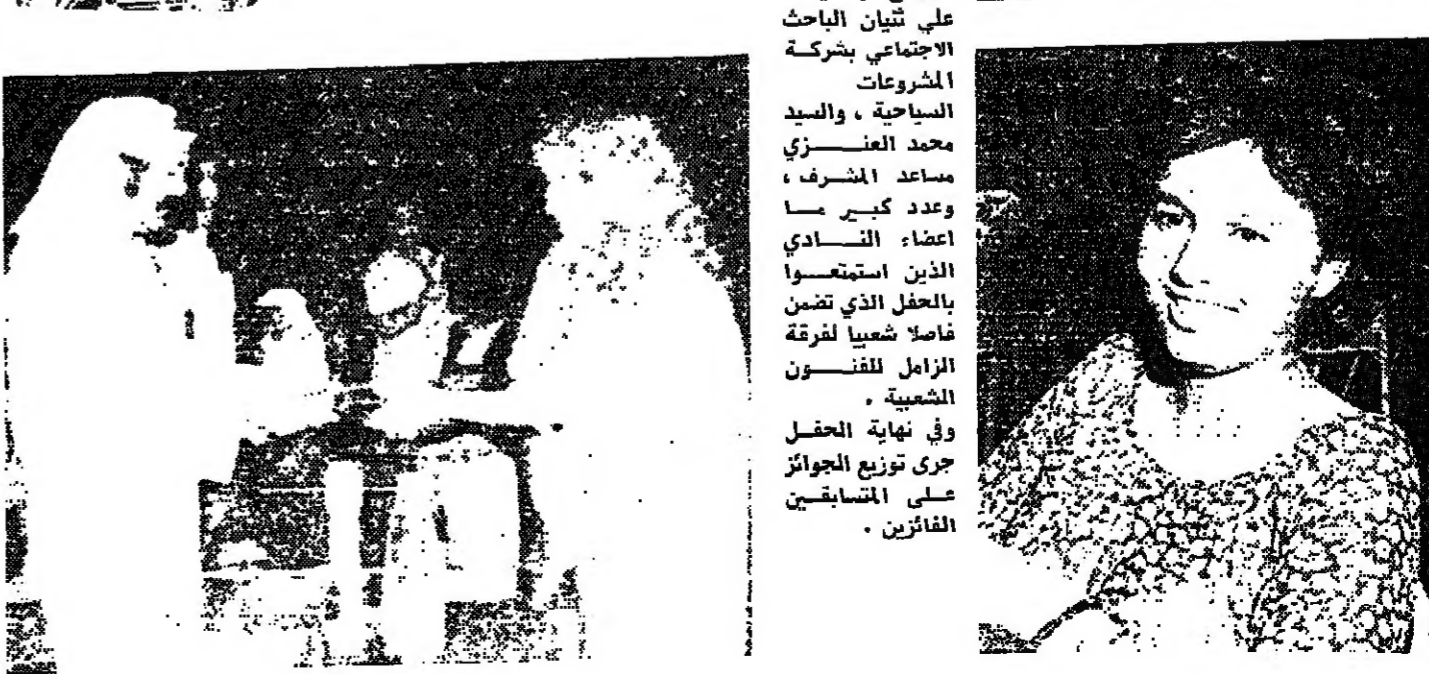 علي ثنيان الباحث
الاجتماعي بشركة
المشروعات
السياحية ، والسيد
محمد العنزي
مساعد المشرف ،
وعدد كبير ما
اعضاء النادي
الذين استمتعوا
بالحفل الذي تضمن
فاصلا شعبيا لفرقة
الزامل للفنون
الشعبية .
وفي نهاية الحفل
جرى توزيع الجوائز
على المتسابقين
الفائزين .